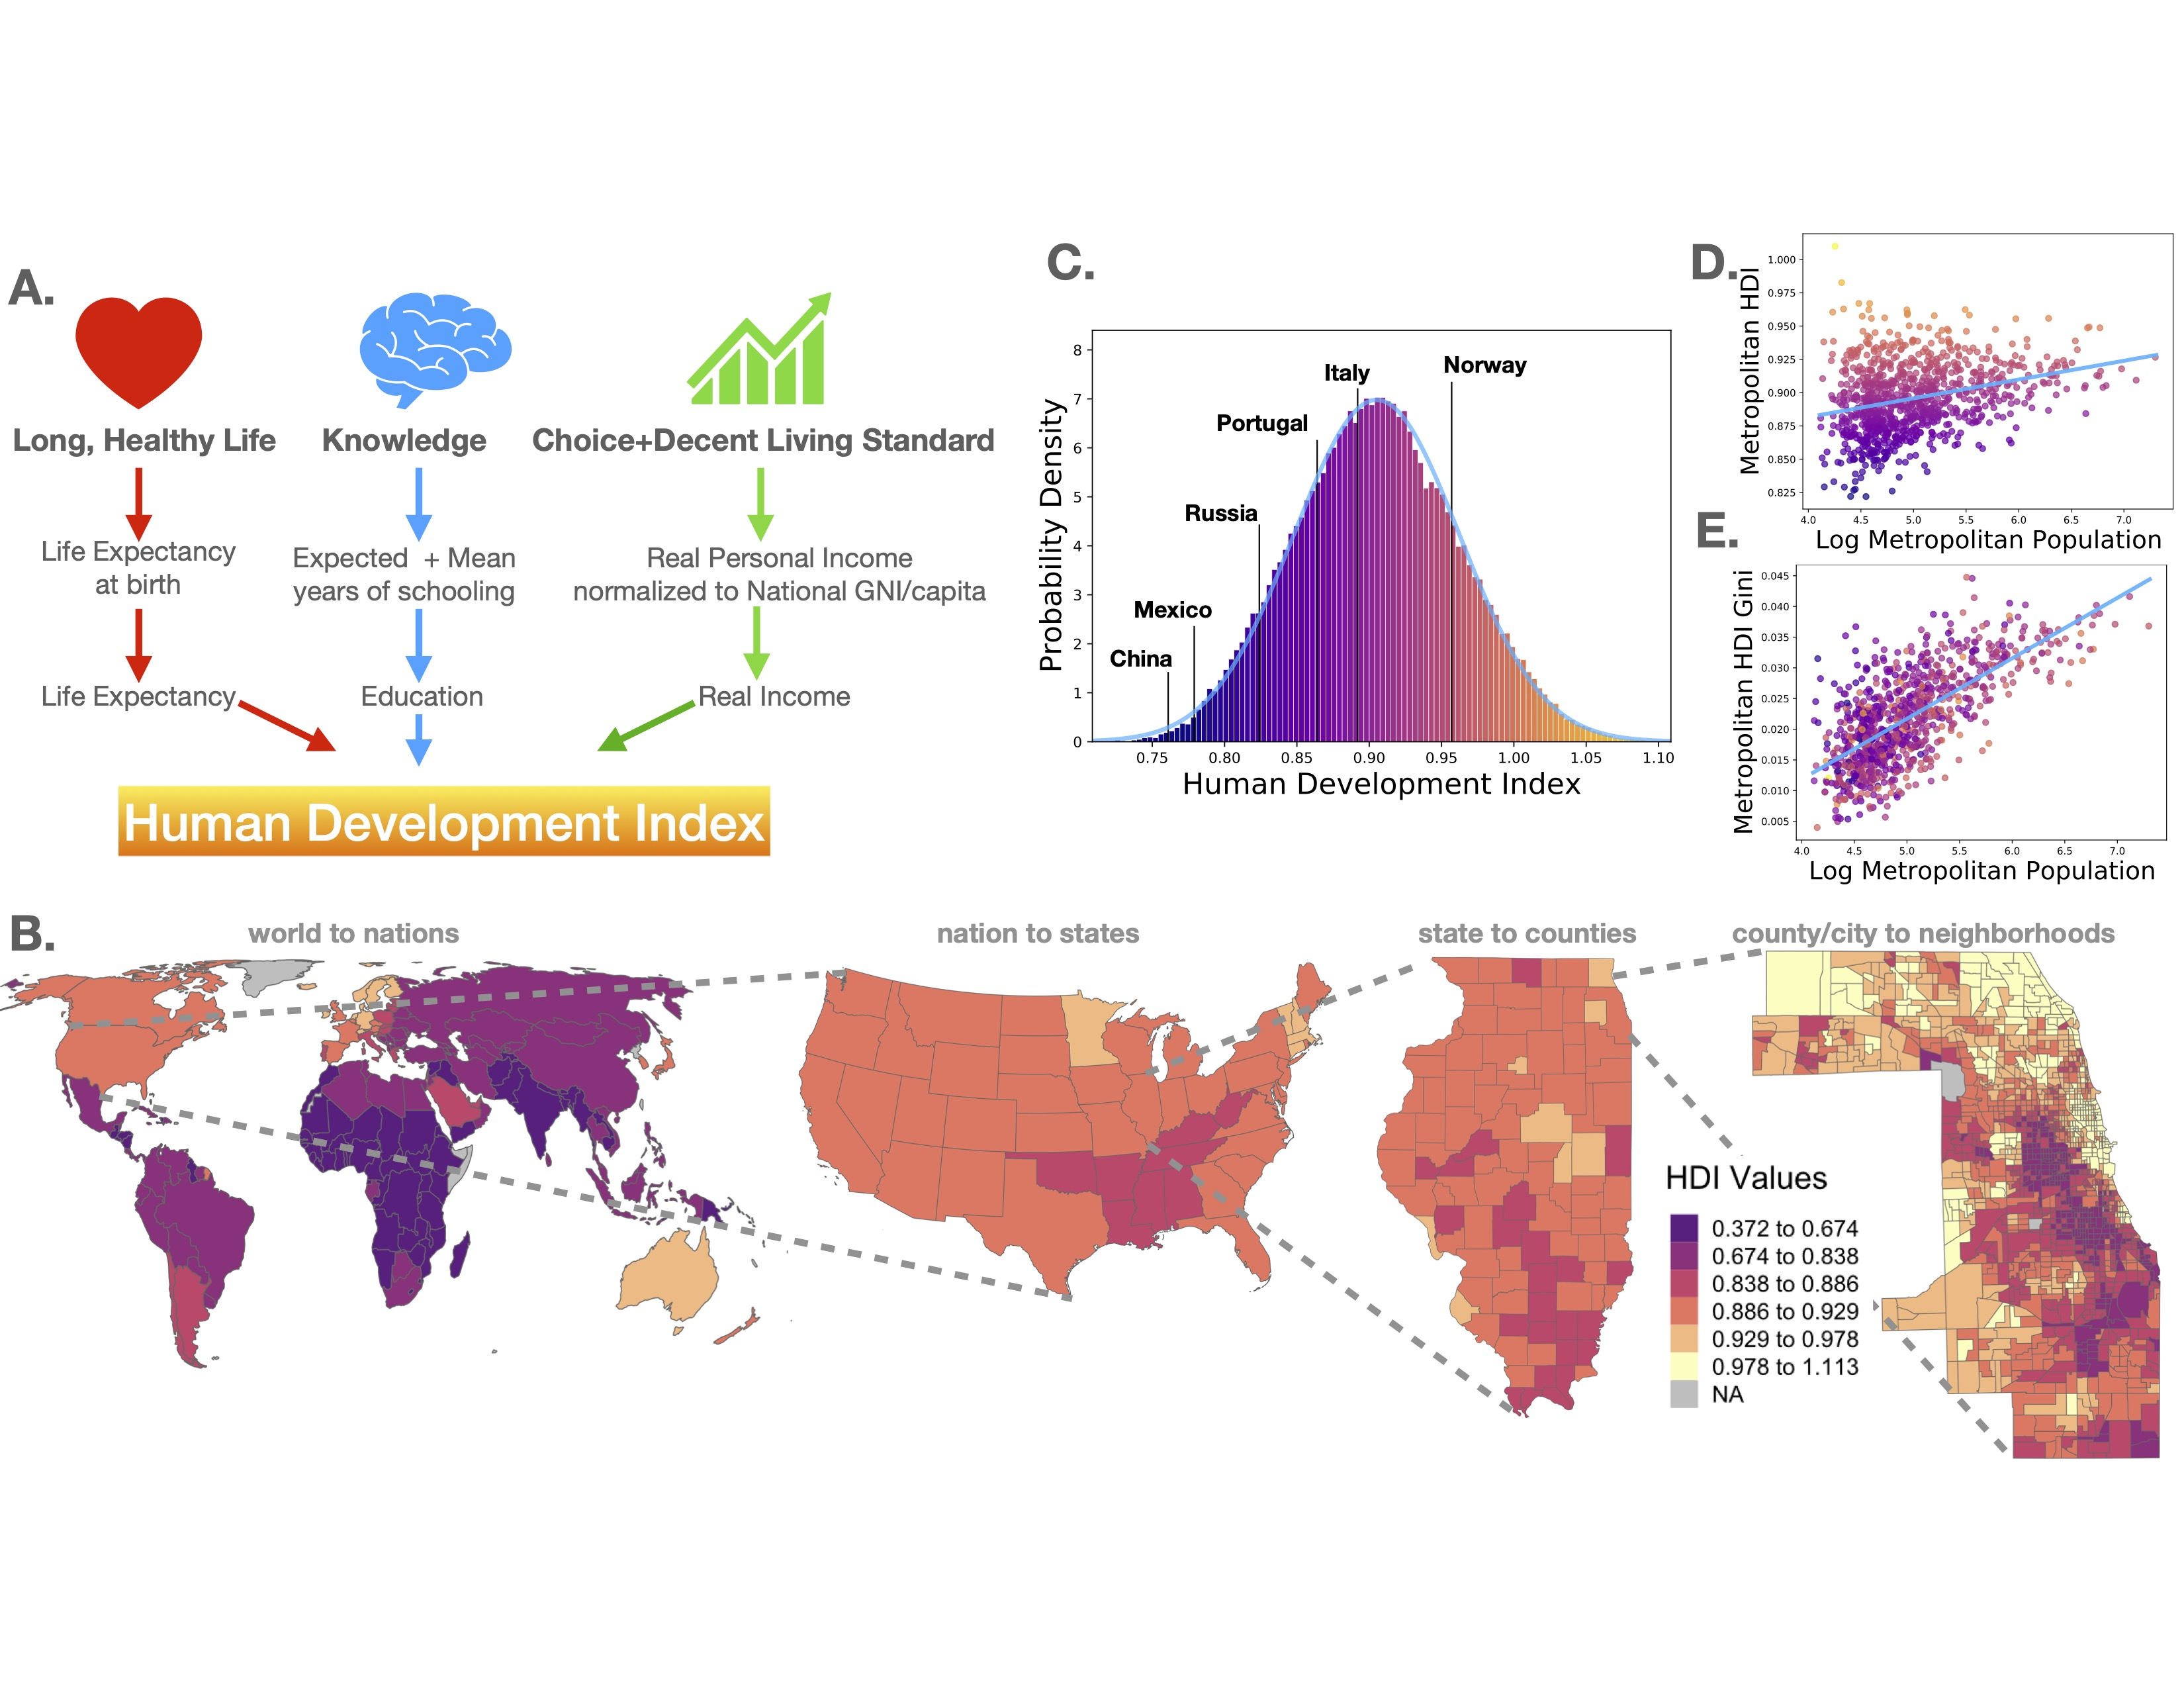 A.
Long, Healthy Life
Knowledge
Choice+Decent Living Standard
Life Expectancy
at birth
Expected + Mean
years of schooling
Real Personal Income
normalized to National GNI/capita
Life Expectancy
Education
Real Income
Human Development Index
C.
Probability Density
8
7
6
5
4
3
2
1
0
China
Mexico
Russia
Portugal
Italy
Norway
0.75 0.80 0.85 0.90 0.95 1.00 1.05 1.10
Human Development Index
D.
Metropolitan HDI
1.000
0.975
0.950
0.925
0.900
0.875
0.850
0.825
4.0 4.5 5.0 5.5 6.0 6.5 7.0
Log Metropolitan Population
E.
Metropolitan HDI Gini
0.045
0.040
0.035
0.030
0.025
0.020
0.015
0.010
0.005
4.0 4.5 5.0 5.5 6.0 6.5 7.0
Log Metropolitan Population
B.
world to nations
nation to states
state to counties
county/city to neighborhoods
HDI Values
0.372 to 0.674
0.674 to 0.838
0.838 to 0.886
0.886 to 0.929
0.929 to 0.978
0.978 to 1.113
NA